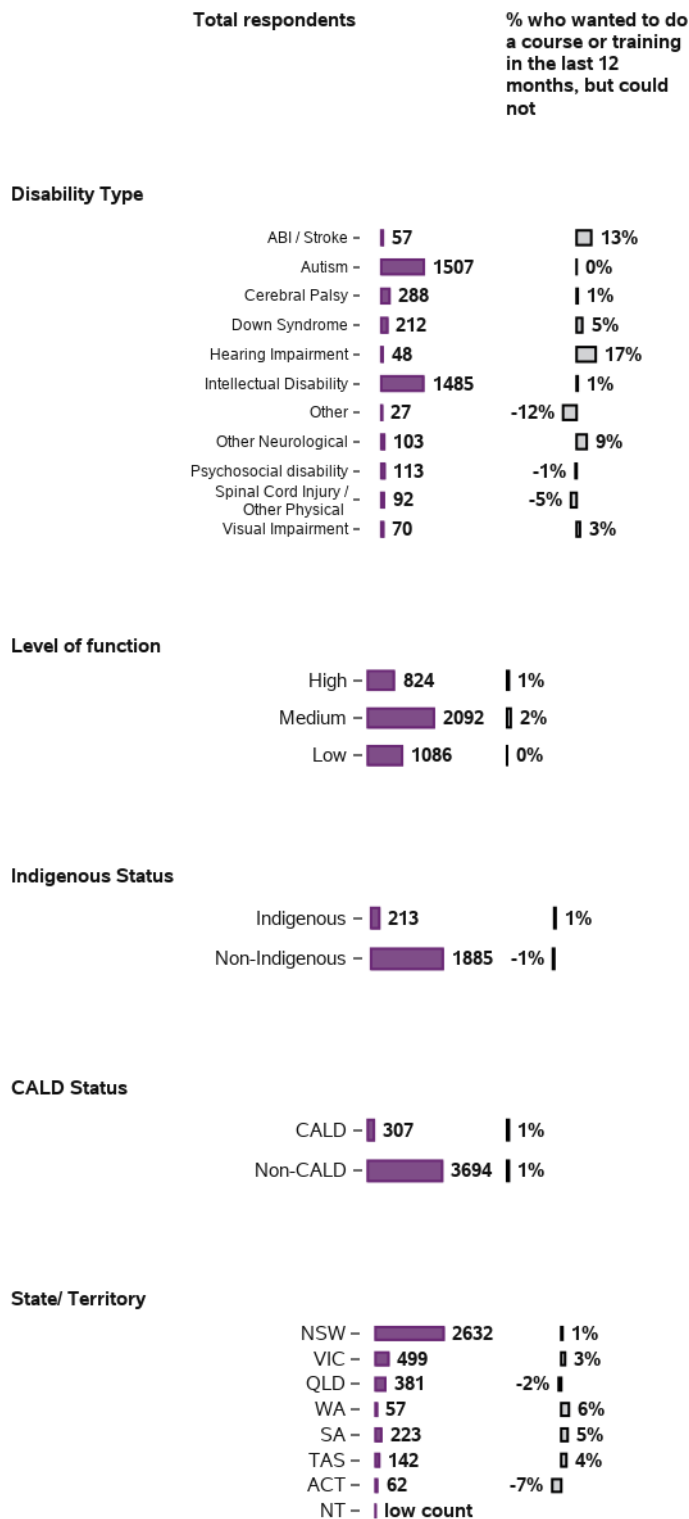 Total respondents
% who wanted to do
a course or training
in the last 12
months, but could
not
Disability Type
ABI / Stroke 57 13%
Autism 1507 0%
Cerebral Palsy 288 1%
Down Syndrome 212 5%
Hearing Impairment 48 17%
Intellectual Disability 1485 1%
Other 27 -12%
Other Neurological 103 9%
Psychosocial disability 113 -1%
Spinal Cord Injury /
Other Physical 92 -5%
Visual Impairment 70 3%
Level of function
High 824 1%
Medium 2092 2%
Low 1086 0%
Indigenous Status
Indigenous 213 1%
Non-Indigenous 1885 -1%
CALD Status
CALD 307 1%
Non-CALD 3694 1%
State/ Territory
NSW 2632 1%
VIC 499 3%
QLD 381 -2%
WA 57 6%
SA 223 5%
TAS 142 4%
ACT 62 -7%
NT low count